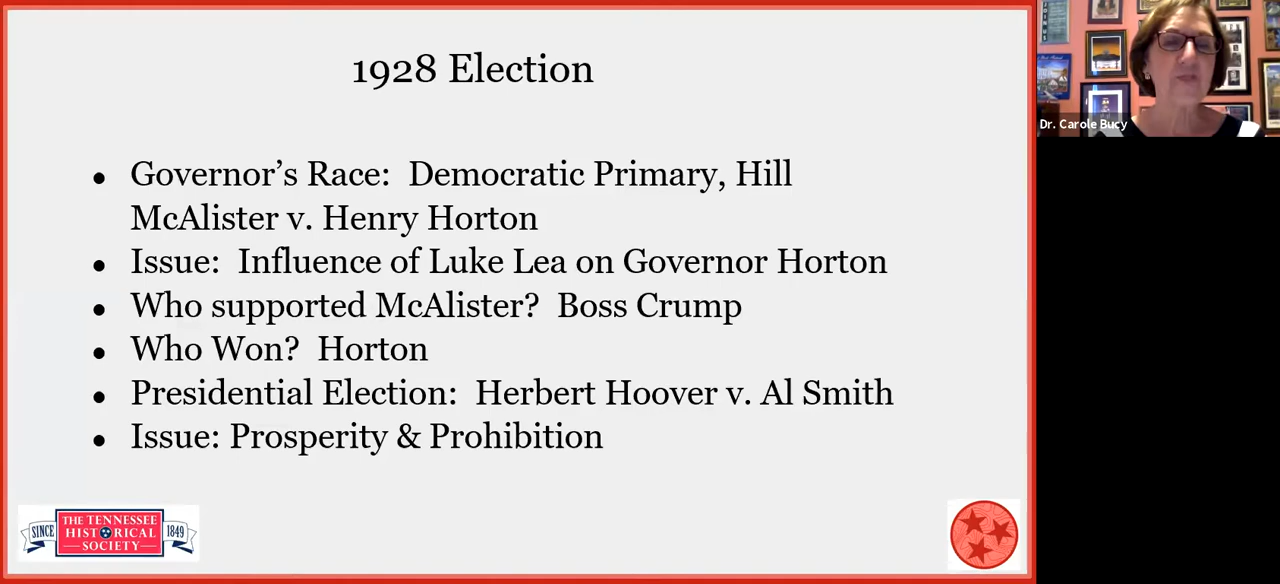 1928 Election
• Governor's Race:  Democratic Primary, Hill
McAlister v. Henry Horton
• Issue:  Influence of Luke Lea on Governor Horton
• Who supported McAlister?  Boss Crump
• Who Won?  Horton
• Presidential Election:  Herbert Hoover v. Al Smith
• Issue: Prosperity & Prohibition
SINCE
THE TENNESSEE
HISTORICAL
SOCIETY
1849
Dr. Carole Bucy